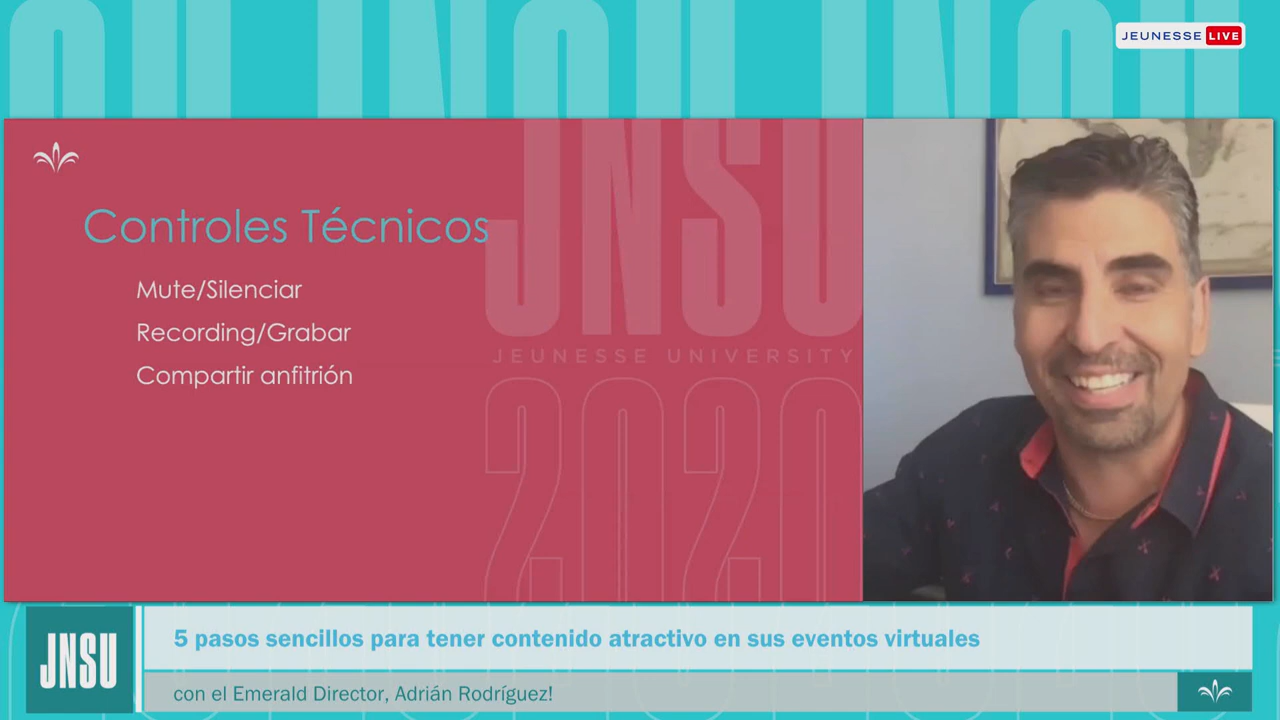 JEUNESSE LIVE
JNSU
JEUNESSE UNIVERSITY
2020
Controles Técnicos
Mute/Silenciar
Recording/Grabar
Compartir anfitrión
JNSU
5 pasos sencillos para tener contenido atractivo en sus eventos virtuales
con el Emerald Director, Adrián Rodríguez!